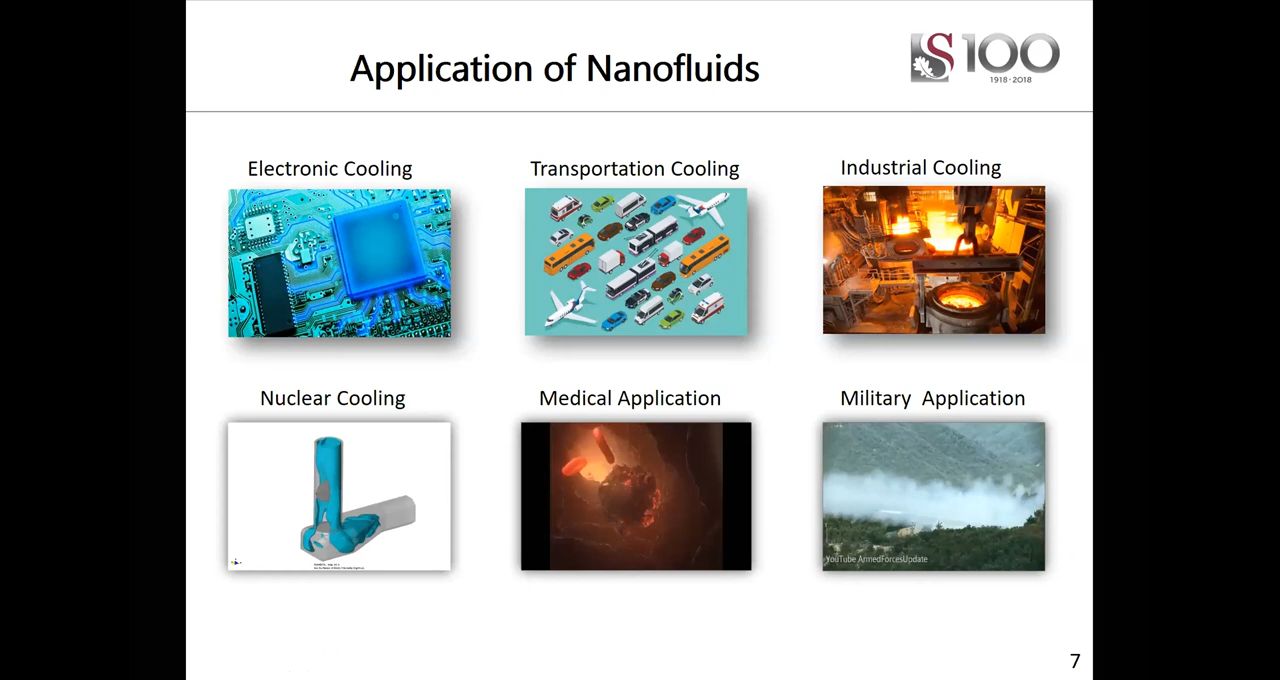 Application of Nanofluids
S100
1918·2018
Electronic Cooling
Transportation Cooling
Industrial Cooling
Nuclear Cooling
Medical Application
Military Application
YouTube ArmedForcesUpdate
7